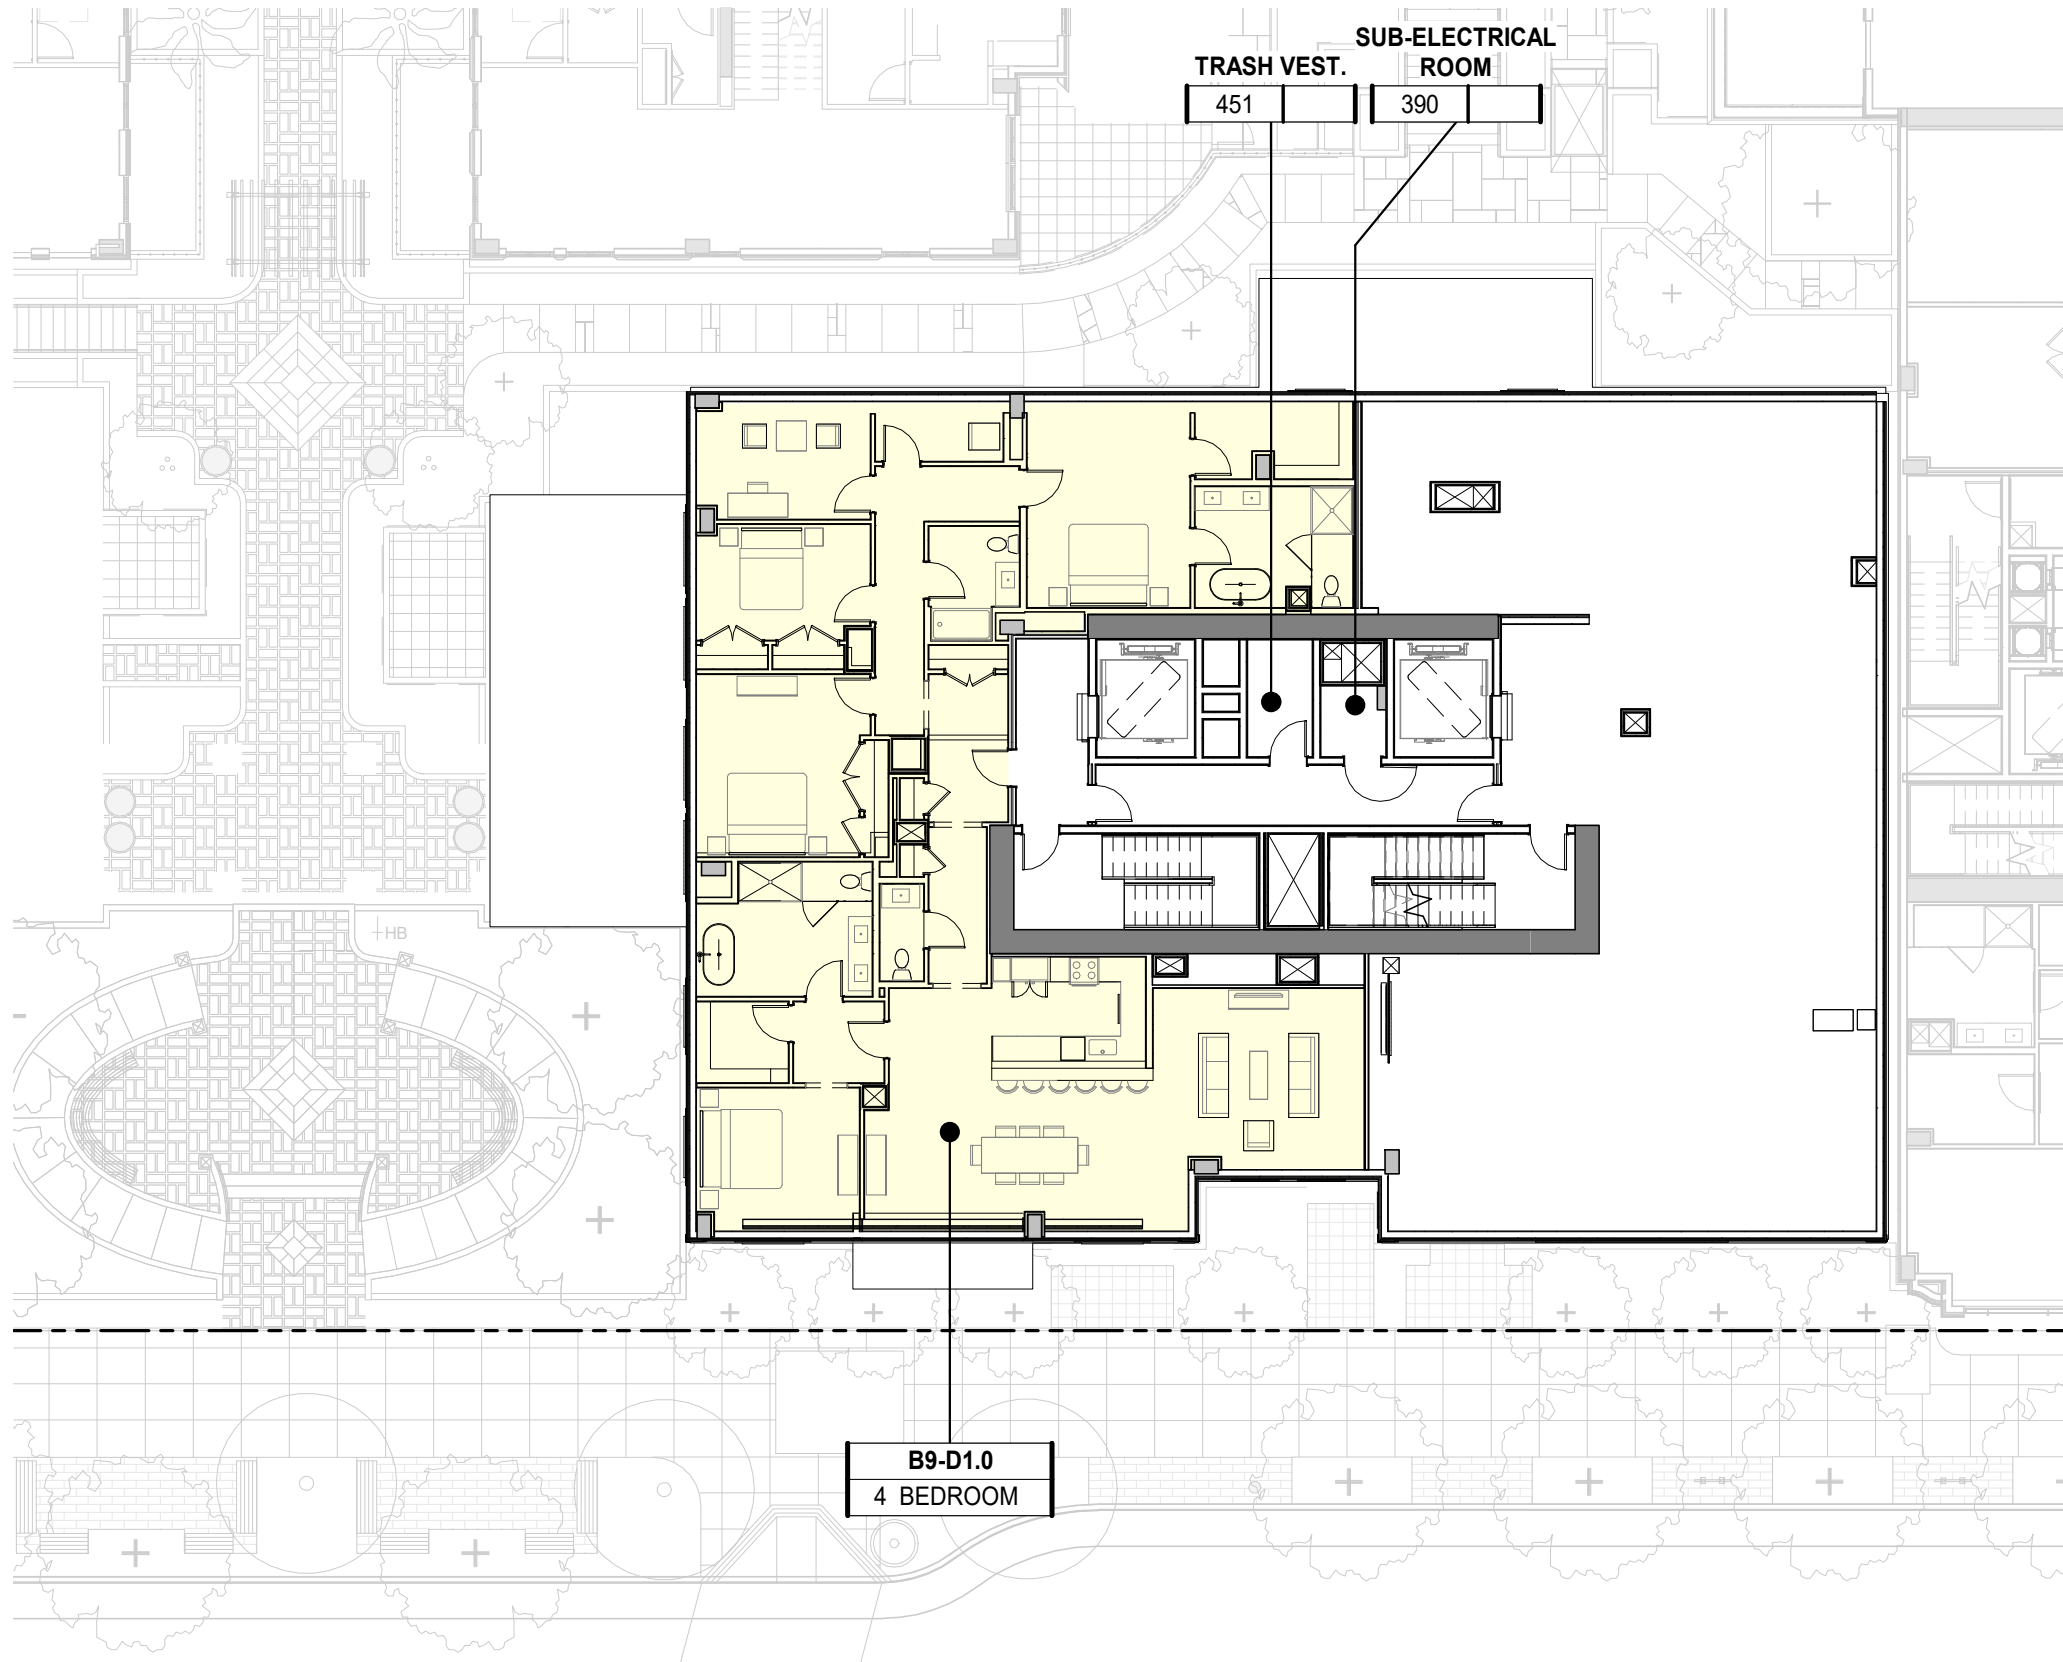 SUB-ELECTRICAL
ROOM
TRASH VEST.
451
390
HB
B9-D1.0
4 BEDROOM